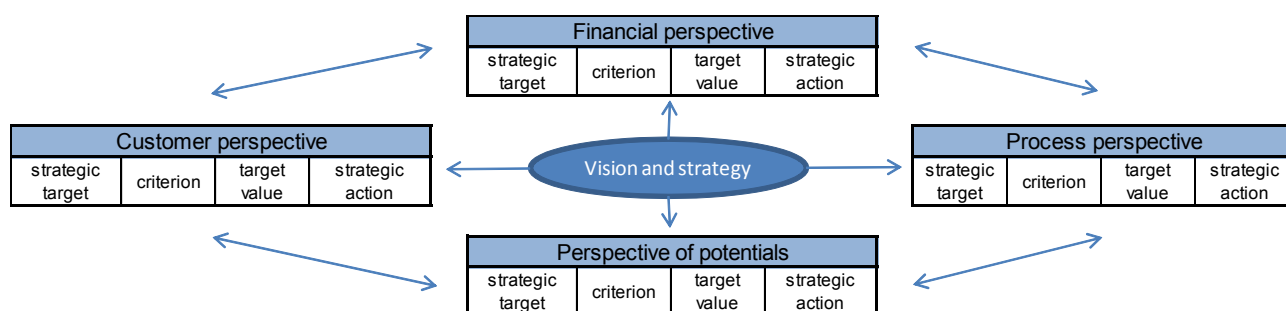 Financial perspective
strategic target
criterion
target value
strategic action
Customer perspective
strategic target
criterion
target value
strategic action
Vision and strategy
Process perspective
strategic target
criterion
target value
strategic action
Perspective of potentials
strategic target
criterion
target value
strategic action